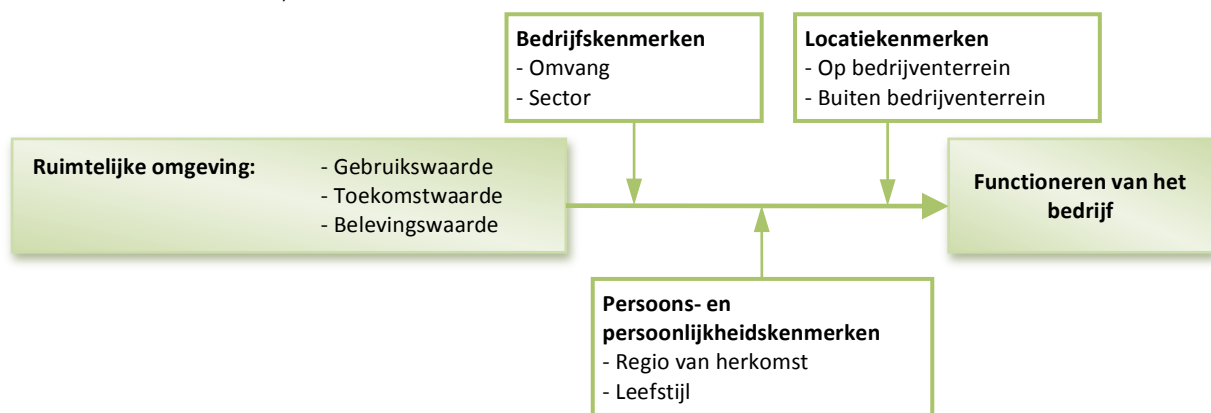 Bedrijfskenmerken
- Omvang
- Sector
Locatiekenmerken
- Op bedrijventerrein
- Buiten bedrijventerrein
Ruimtelijke omgeving:
- Gebruikswaarde
- Toekomstwaarde
- Belevingswaarde
Functioneren van het
bedrijf
Persoons- en
persoonlijkheidskenmerken
- Regio van herkomst
- Leefstijl